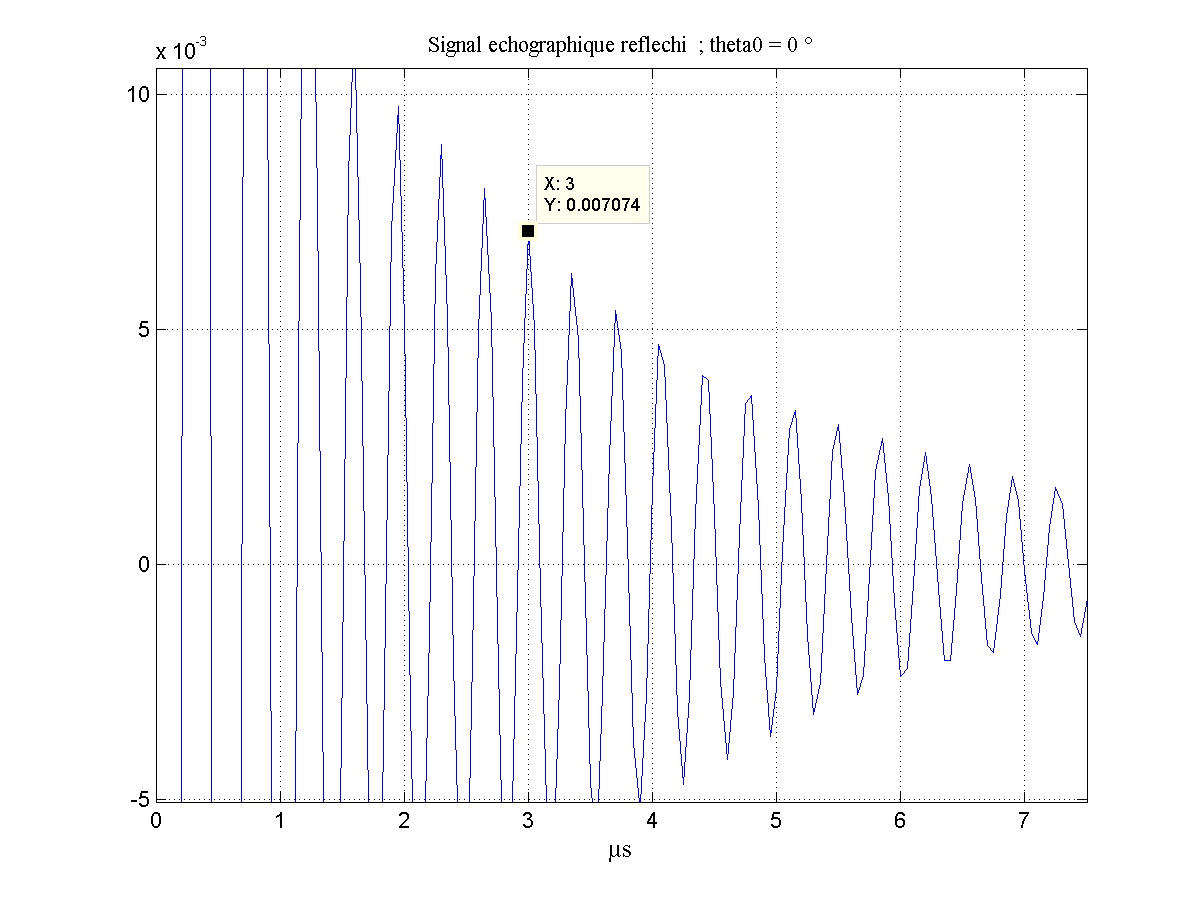 x 10-3
Signal echographique reflechi ; theta0 = 0 °
10
5
0
-5
X: 3
Y: 0.007074
0 1 2 3 4 5 6 7
µs